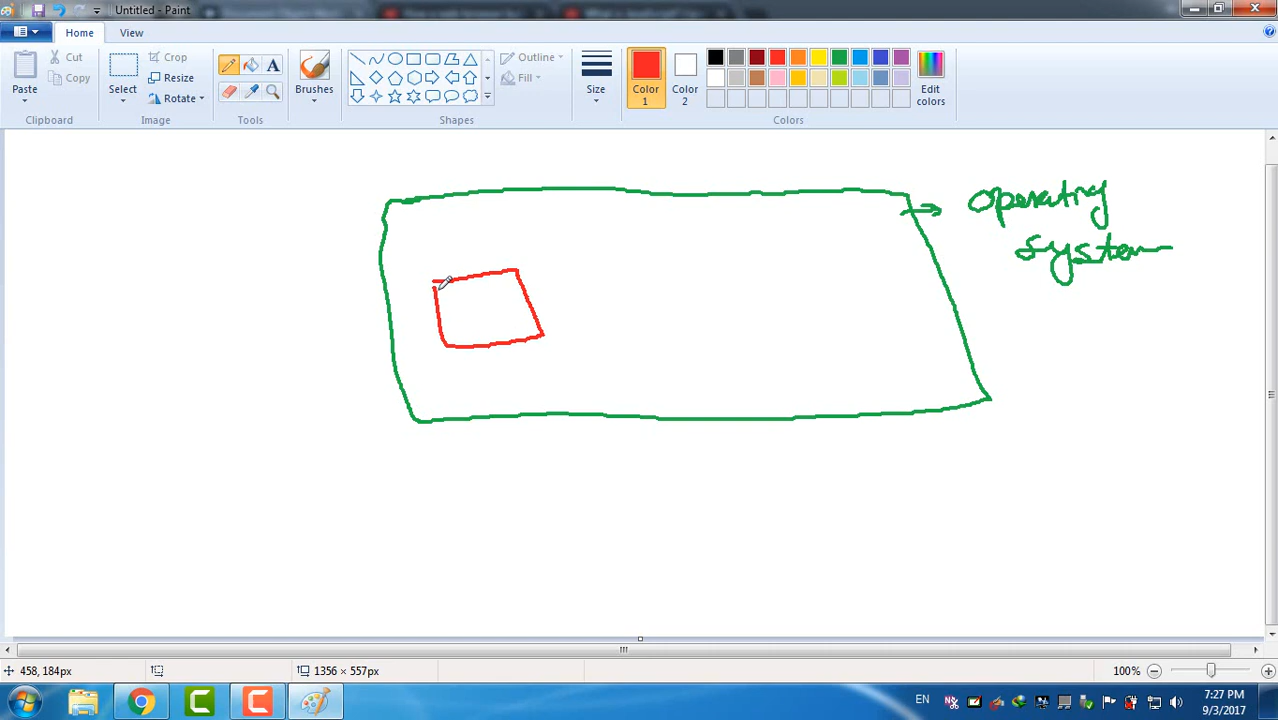 Untitled - Paint
Home
View
Paste
Cut
Copy
Clipboard
Select
Crop
Resize
Rotate
Image
Tools
Brushes
Shapes
Outline
Fill
Size
Color 1
Color 2
Edit colors
Colors
operating
system
458, 184px
1356 × 557px
100%
EN
7:27 PM
9/3/2017